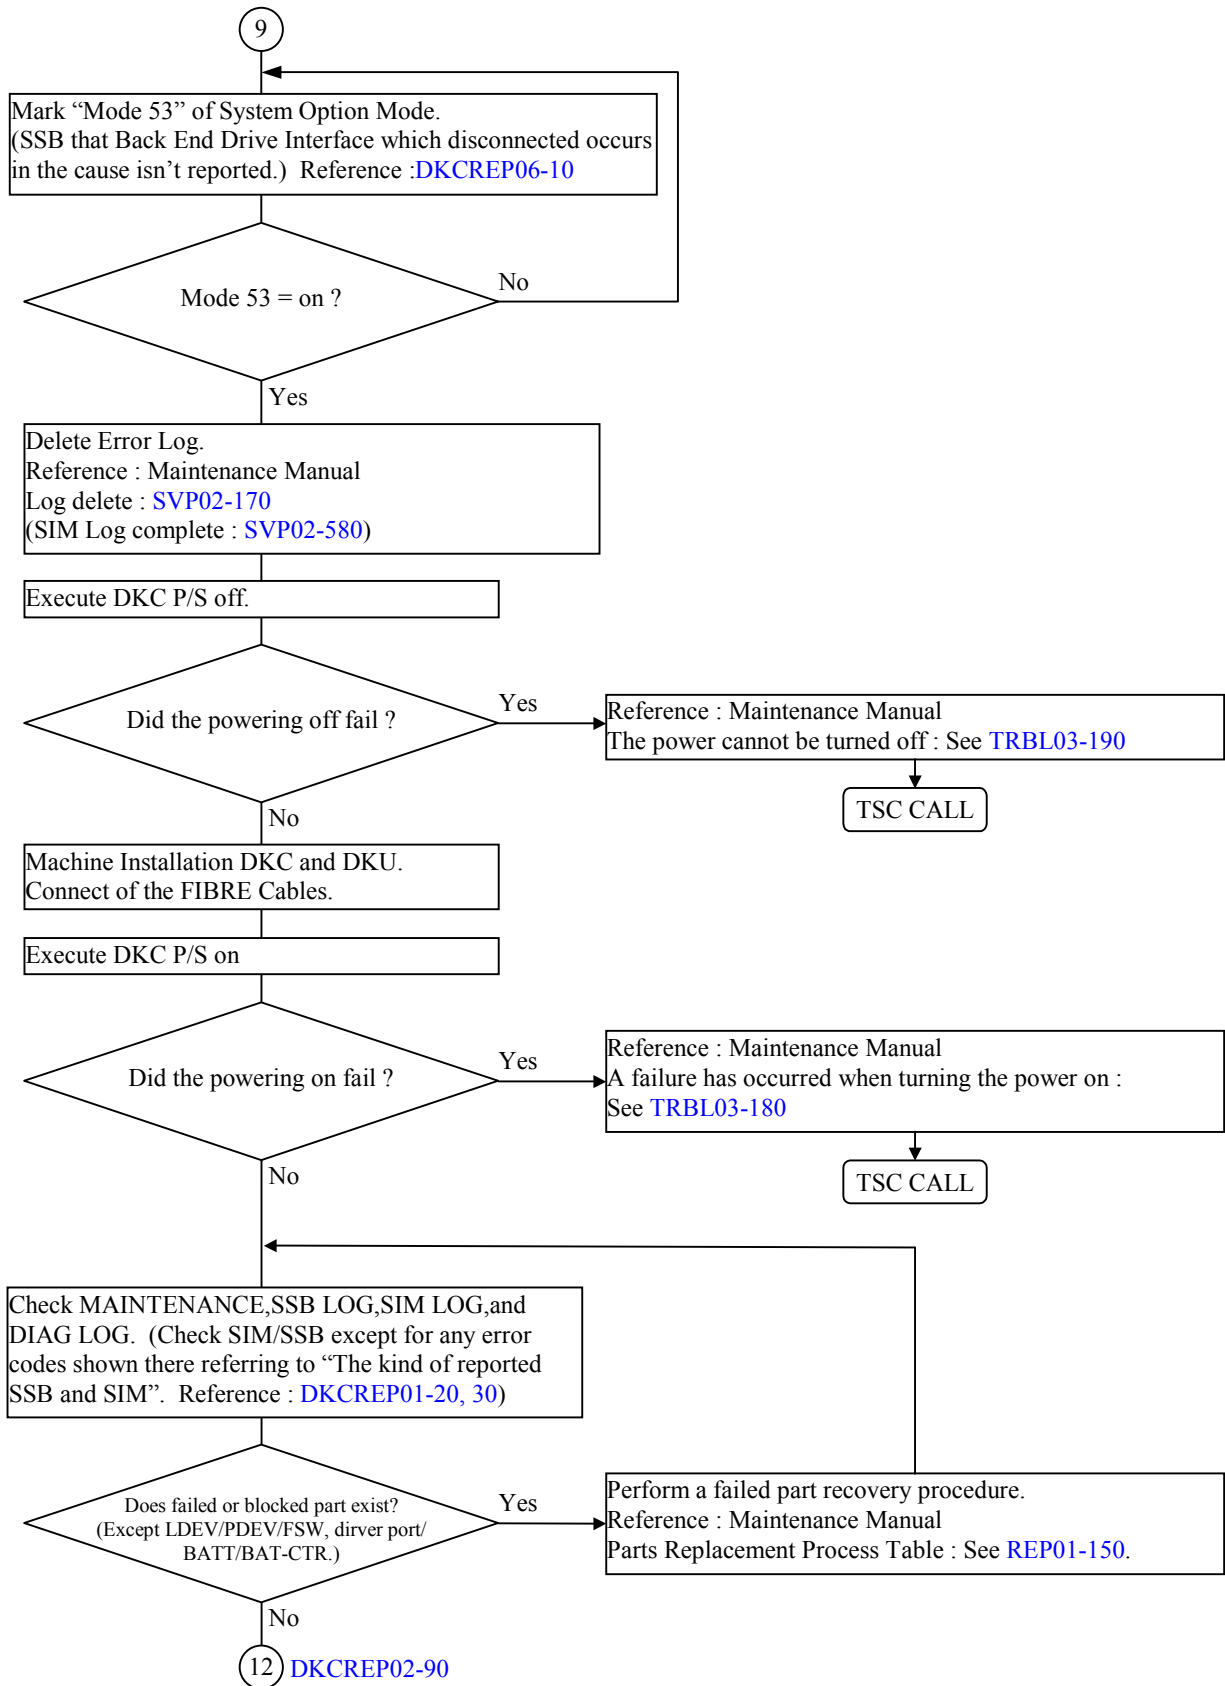 9
Mark “Mode 53” of System Option Mode.
(SSB that Back End Drive Interface which disconnected occurs
in the cause isn’t reported.)  Reference :DKCREP06-10
Mode 53 = on ?
No
Yes
Delete Error Log.
Reference : Maintenance Manual
Log delete : SVP02-170
(SIM Log complete : SVP02-580)
Execute DKC P/S off.
Did the powering off fail ?
Yes
Reference : Maintenance Manual
The power cannot be turned off : See TRBL03-190
TSC CALL
No
Machine Installation DKC and DKU.
Connect of the FIBRE Cables.
Execute DKC P/S on
Did the powering on fail ?
Yes
Reference : Maintenance Manual
A failure has occurred when turning the power on :
See TRBL03-180
TSC CALL
No
Check MAINTENANCE,SSB LOG,SIM LOG,and
DIAG LOG.  (Check SIM/SSB except for any error
codes shown there referring to “The kind of reported
SSB and SIM”.  Reference : DKCREP01-20, 30)
Does failed or blocked part exist?
(Except LDEV/PDEV/FSW, dirver port/
BATT/BAT-CTR.)
Yes
Perform a failed part recovery procedure.
Reference : Maintenance Manual
Parts Replacement Process Table : See REP01-150.
No
12 DKCREP02-90